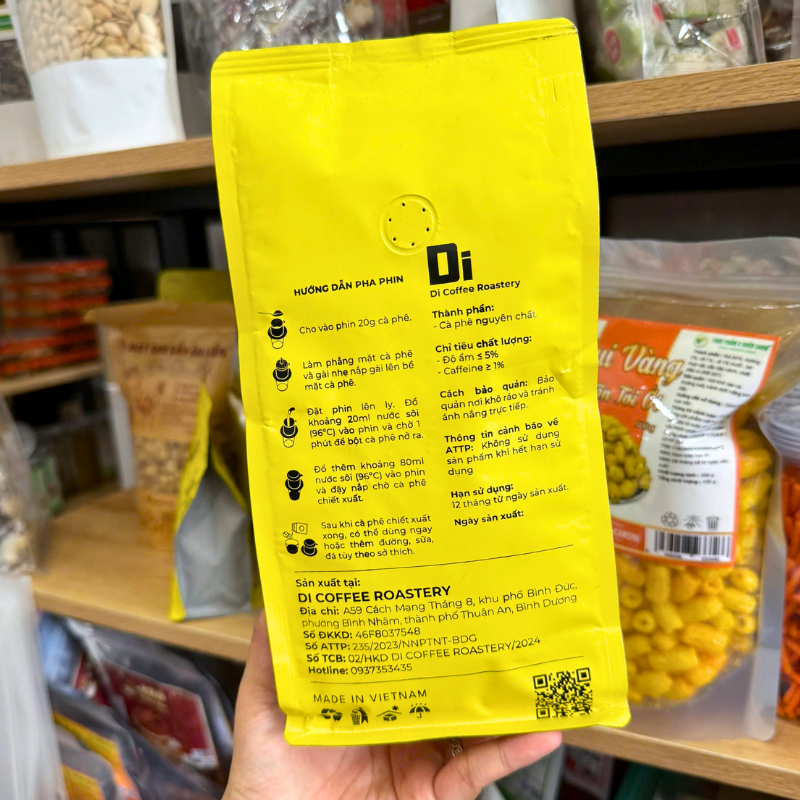 HƯỚNG DẪN PHA PHIN
Cho vào phin 20g cà phê.
Làm phẳng mặt cà phê
và gài nhẹ nắp gài lên bề
mặt cà phê.
Đặt phin lên ly. Đổ
khoảng 20ml nước sôi
(96°C) vào phin và chờ 1
phút để bột cà phê nở ra.
Đổ thêm khoảng 80ml
nước sôi (96°C) vào phin
và đậy nắp chờ cà phê
chiết xuất.
Sau khi cà phê chiết xuất
xong, có thể dùng ngay
hoặc thêm đường, sữa,
đá tùy theo sở thích.
Di
Di Coffee Roastery
Thành phần:
- Cà phê nguyên chất.
Chỉ tiêu chất lượng:
- Độ ẩm ≤ 5%
- Caffeine ≥ 1%
Cách bảo quản: Bảo
quản nơi khô ráo và tránh
ánh nắng trực tiếp.
Thông tin cảnh báo về
ATTP: Không sử dụng
sản phẩm khi hết hạn sử
dụng
Hạn sử dụng:
12 tháng từ ngày sản xuất.
Ngày sản xuất:
Sản xuất tại:
DI COFFEE ROASTERY
Địa chỉ: A59 Cách Mạng Tháng 8, khu phố Bình Đức,
phường Bình Nhâm, thành phố Thuận An, Bình Dương
Số ĐKKD: 46F8037548
Số ATTP: 235/2023/NNPTNT-BDG
Số TCB: 02/HKD DI COFFEE ROASTERY/2024
Hotline: 0937353435
MADE IN VIETNAM
ui Vàng
Tỏi